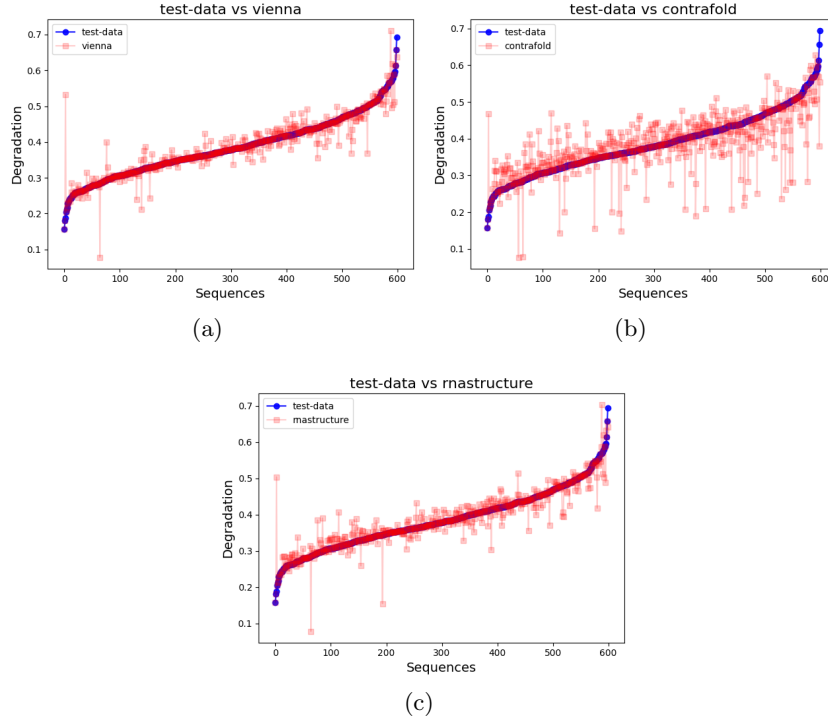 test-data vs vienna
test-data
vienna
0.7
0.6
0.5
0.4
0.3
0.2
0.1
Degradation
0 100 200 300 400 500 600
Sequences
(a)
test-data vs contrafold
test-data
contrafold
0.7
0.6
0.5
0.4
0.3
0.2
0.1
Degradation
0 100 200 300 400 500 600
Sequences
(b)
test-data vs rnastructure
test-data
rnastructure
0.7
0.6
0.5
0.4
0.3
0.2
0.1
Degradation
0 100 200 300 400 500 600
Sequences
(c)